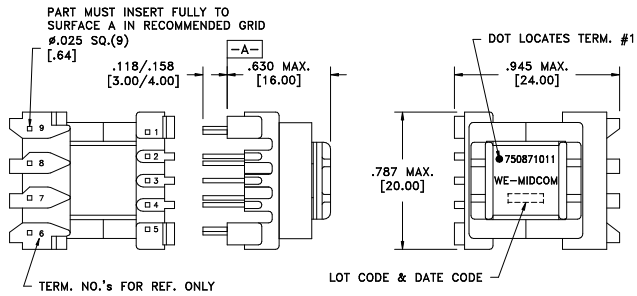 PART MUST INSERT FULLY TO
SURFACE A IN RECOMMENDED GRID
ø.025 SQ.(9)
[.64]
-A-
.118/.158
[3.00/4.00]
.630 MAX.
[16.00]
DOT LOCATES TERM. #1
.945 MAX.
[24.00]
.787 MAX.
[20.00]
9
8
7
6
1
2
3
4
5
750871011
WE-MIDCOM
TERM. NO.'s FOR REF. ONLY
LOT CODE & DATE CODE